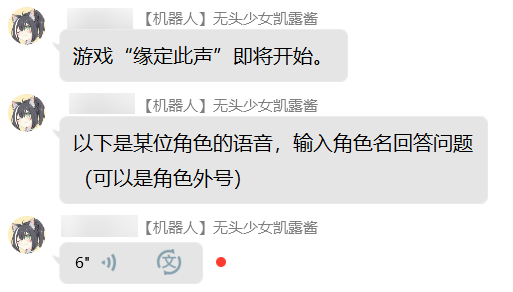 【机器人】无头少女凯露酱
游戏“缘定此声”即将开始。
【机器人】无头少女凯露酱
以下是某位角色的语音，输入角色名回答问题
（可以是角色外号）
【机器人】无头少女凯露酱
6" 文